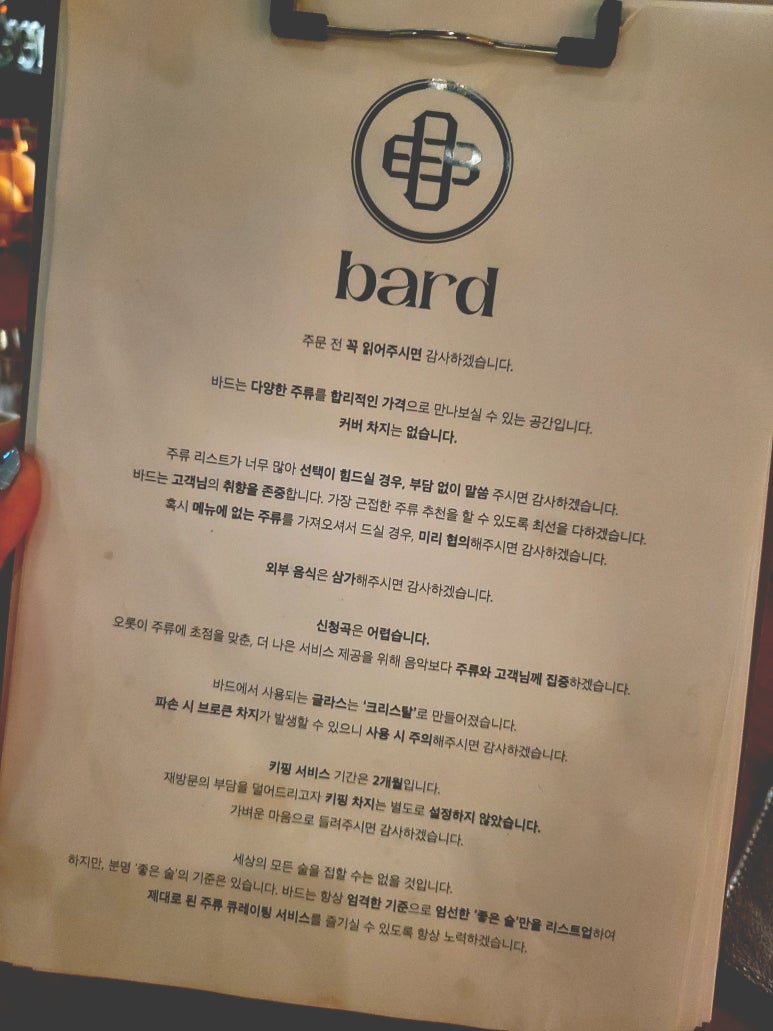 bard
주문 전 꼭 읽어주시면 감사하겠습니다.
바드는 다양한 주류를 합리적인 가격으로 만나보실 수 있는 공간입니다.
커버 차지는 없습니다.
주류 리스트가 너무 많아 선택이 힘드실 경우, 부담 없이 말씀 주시면 감사하겠습니다.
바드는 고객님의 취향을 존중합니다. 가장 근접한 주류 추천을 할 수 있도록 최선을 다하겠습니다.
혹시 메뉴에 없는 주류를 가져오셔서 드실 경우, 미리 협의해주시면 감사하겠습니다.
외부 음식은 삼가해주시면 감사하겠습니다.
신청곡은 어렵습니다.
오롯이 주류에 초점을 맞춘, 더 나은 서비스 제공을 위해 음악보다 주류와 고객님께 집중하겠습니다.
바드에서 사용되는 글라스는 '크리스탈'로 만들어졌습니다.
파손 시 브로큰 차지가 발생할 수 있으니 사용 시 주의해주시면 감사하겠습니다.
키핑 서비스 기간은 2개월입니다.
재방문의 부담을 덜어드리고자 키핑 차지는 별도로 설정하지 않았습니다.
가벼운 마음으로 들려주시면 감사하겠습니다.
세상의 모든 술을 접할 수는 없을 것입니다.
하지만, 분명 '좋은 술'의 기준은 있습니다. 바드는 항상 엄격한 기준으로 엄선한 '좋은 술'만을 리스트업하여
제대로 된 주류 큐레이팅 서비스를 즐기실 수 있도록 항상 노력하겠습니다.